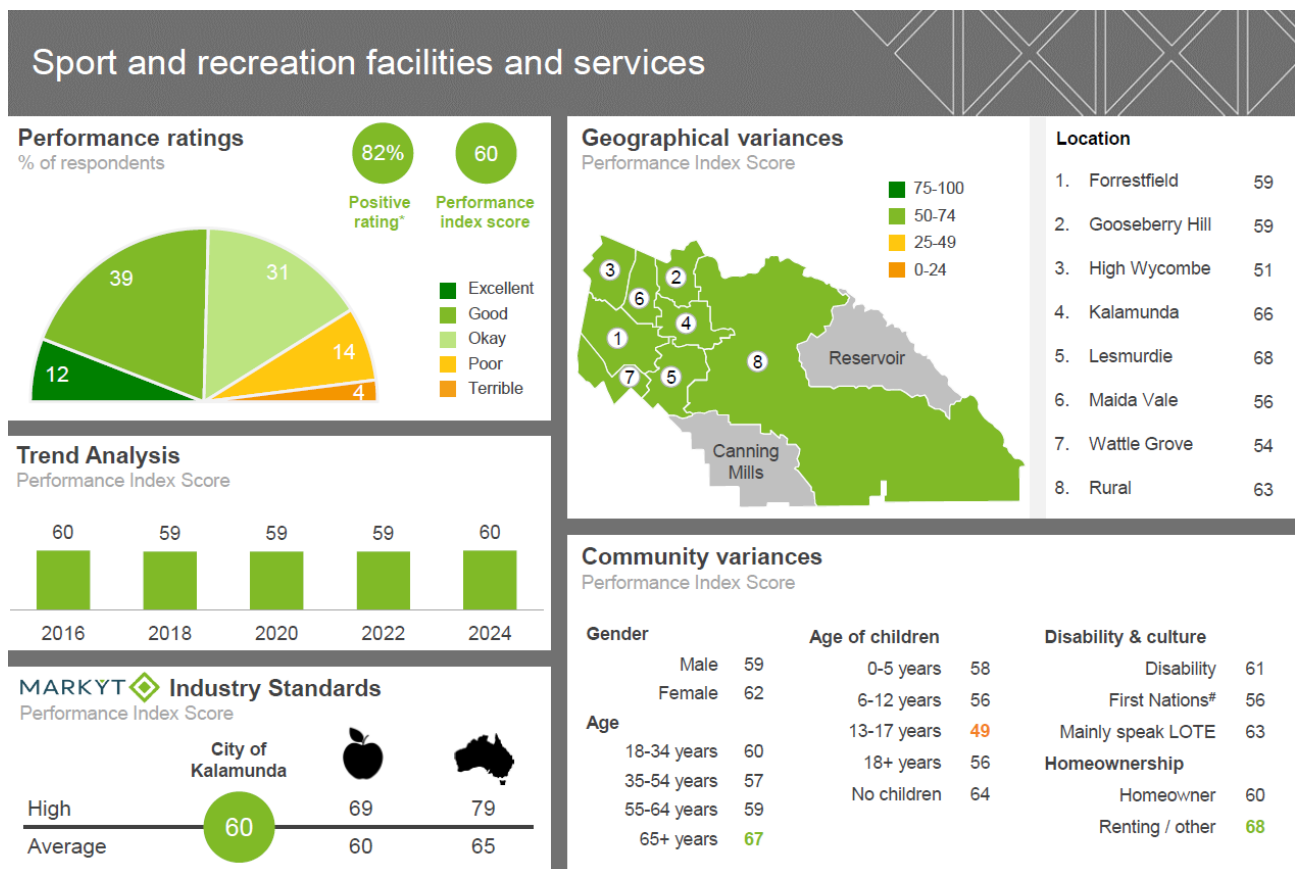 Sport and recreation facilities and services
Performance ratings
% of respondents
82%
Positive
rating*
60
Performance
index score
12
39
31
14
4
Excellent
Good
Okay
Poor
Terrible
Trend Analysis
Performance Index Score
60 59 59 59 60
2016 2018 2020 2022 2024
MARKYT Industry Standards
Performance Index Score
City of
Kalamunda
High 69 79
60
Average 60 65
Geographical variances
Performance Index Score
75-100
50-74
25-49
0-24
3
2
6
4
1
8
7
5
Reservoir
Canning
Mills
Location
1. Forrestfield 59
2. Gooseberry Hill 59
3. High Wycombe 51
4. Kalamunda 66
5. Lesmurdie 68
6. Maida Vale 56
7. Wattle Grove 54
8. Rural 63
Community variances
Performance Index Score
Gender
Male 59
Female 62
Age
18-34 years 60
35-54 years 57
55-64 years 59
65+ years 67
Age of children
0-5 years 58
6-12 years 56
13-17 years 49
18+ years 56
No children 64
Disability & culture
Disability 61
First Nations# 56
Mainly speak LOTE 63
Homeownership
Homeowner 60
Renting / other 68